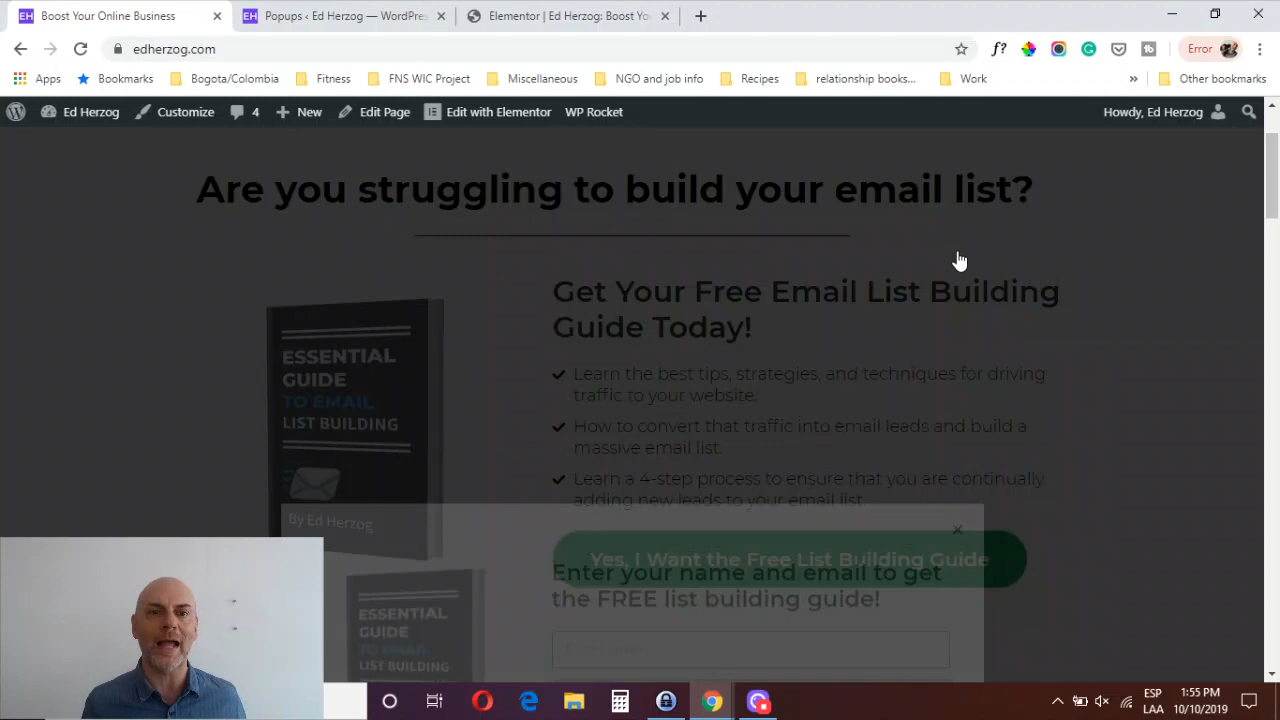 Boost Your Online Business
Popups ‹ Ed Herzog — WordPre
Elementor | Ed Herzog: Boost Yo
edherzog.com
f?
Error
Apps
Bookmarks
Bogota/Colombia
Fitness
FNS WIC Project
Miscellaneous
NGO and job info
Recipes
relationship books...
Work
»
Other bookmarks
Ed Herzog
Customize
4
New
Edit Page
Edit with Elementor
WP Rocket
Howdy, Ed Herzog
Are you struggling to build your email list?
Get Your Free Email List Building
Guide Today!
Learn the best tips, strategies, and techniques for driving
traffic to your website.
How to convert that traffic into email leads and build a
massive email list.
Learn a 4-step process to ensure that you are continually
adding new leads to your email list.
Yes, I Want the Free List Building Guide
ESSENTIAL
GUIDE
TO EMAIL
LIST BUILDING
By Ed Herzog
Enter your name and email to get
the FREE list building guide!
ESSENTIAL
GUIDE
TO EMAIL
LIST BUILDING
ESP
LAA
1:55 PM
10/10/2019